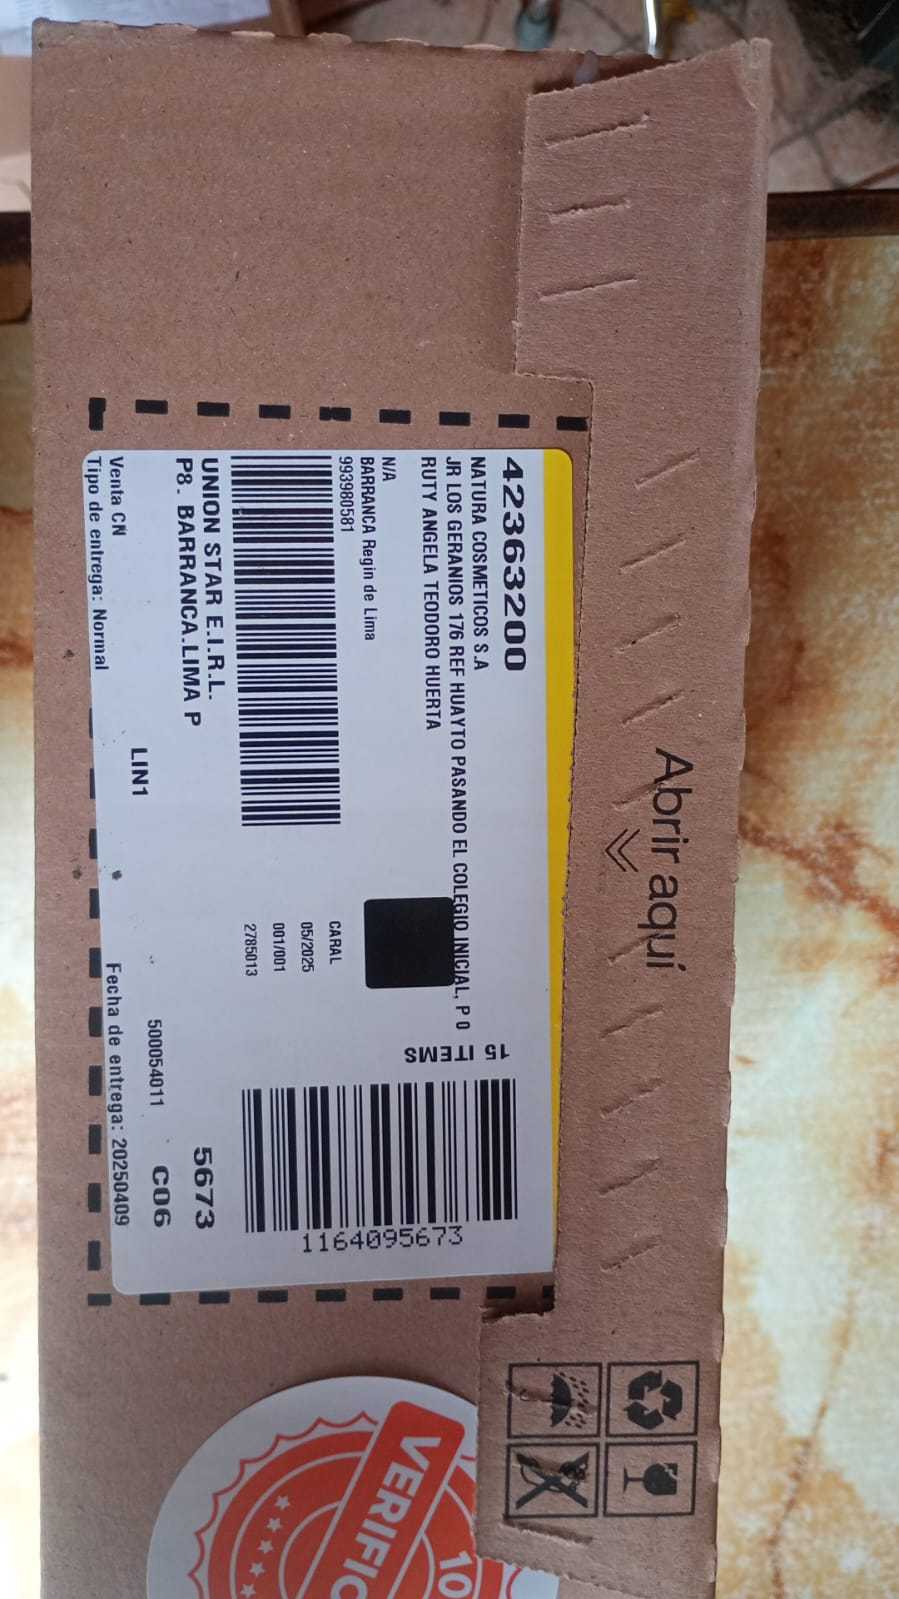 Abrir aquí
42363200
NATURA COSMETICOS S.A
JR LOS GERANIOS 176 REF HUAYTO PASANDO EL COLEGIO INICIAL, P 0
RUTY ANGELA TEODORO HUERTA
N/A
BARRANCA Regin de Lima
993980581
15 ITEMS
CARAL
05/2025
001/001
2785013
1164095673
UNION STAR E.I.R.L.
P8. BARRANCA.LIMA P
5673
LIN1
500054011
C06
Venta CN
Tipo de entrega: Normal
Fecha de entrega: 20250409
10